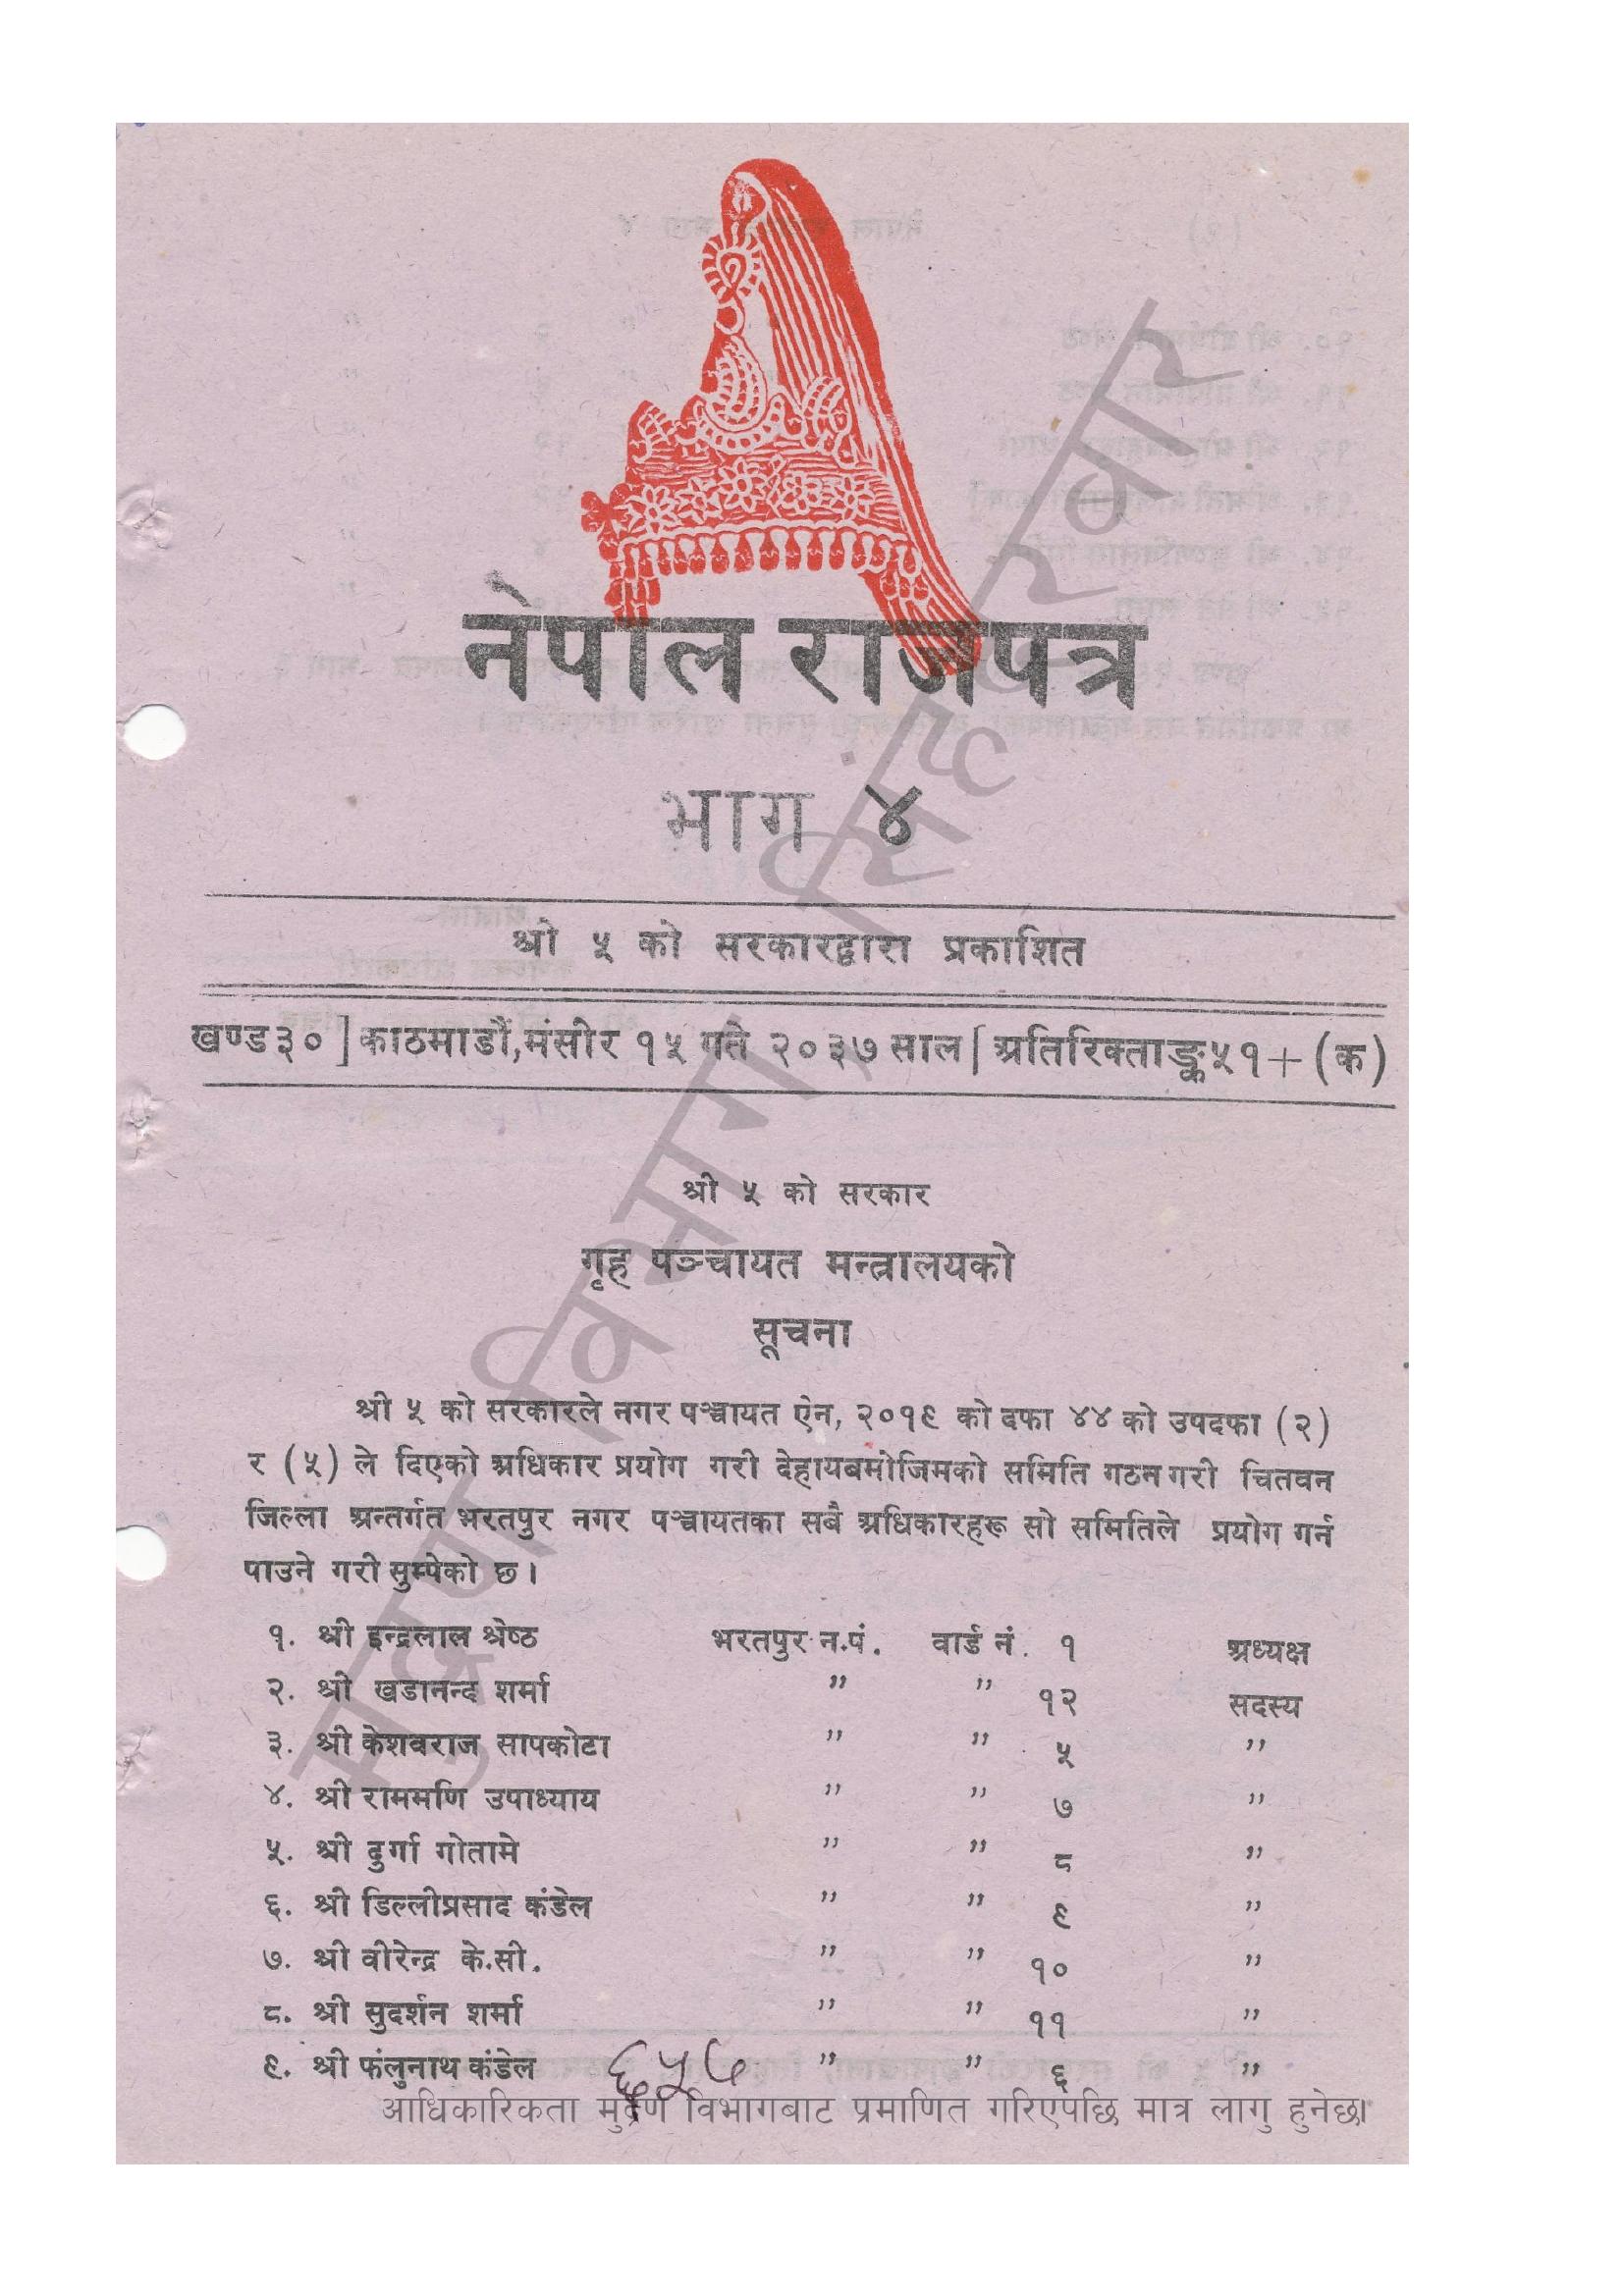 नेपाल राजपत्र
भाग ४
श्री ५ को सरकारद्वारा प्रकाशित
खण्ड ३० ] काठमाडौं, मंसीर १५ गते २०३७ साल [ अतिरिक्ताङ्क ५१ + (क)
श्री ५ को सरकार
गृह पञ्चायत मन्त्रालयको
सूचना
श्री ५ को सरकारले नगर पञ्चायत ऐन, २०१९ को दफा ४४ को उपदफा (२)
र (५) ले दिएको अधिकार प्रयोग गरी देहायबमोजिमको समिति गठन गरी चितवन
जिल्ला अन्तर्गत भरतपुर नगर पञ्चायतका सबै अधिकारहरू सो समितिले प्रयोग गर्न
पाउने गरी सुम्पेको छ ।
१. श्री इन्द्रलाल श्रेष्ठ भरतपुर न.पं. वार्ड नं. १ अध्यक्ष
२. श्री खडानन्द शर्मा " " १२ सदस्य
३. श्री केशवराज सापकोटा " " ५ "
४. श्री राममणि उपाध्याय " " ७ "
५. श्री दुर्गा गोतामे " " ८ "
६. श्री डिल्लीप्रसाद कंडेल " " ९ "
७. श्री वीरेन्द्र के.सी. " " १० "
८. श्री सुदर्शन शर्मा " " ११ "
९. श्री फंलुनाथ कंडेल " " ६ "
६५७
आधिकारिकता मुद्रण विभागबाट प्रमाणित गरिएपछि मात्र लागु हुनेछ।
मुद्रण विभाग, सिंहदरवार